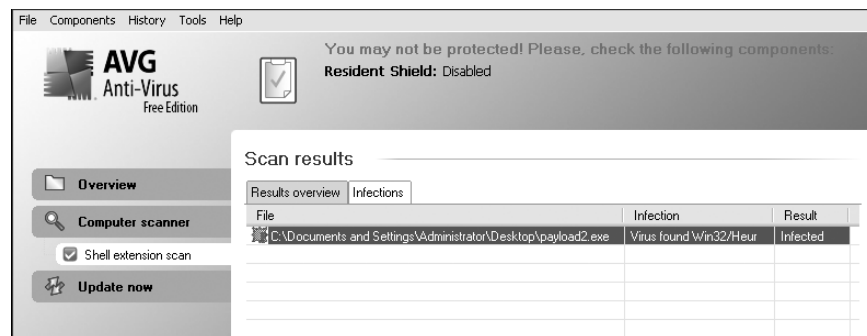 File Components History Tools Help
AVG
Anti-Virus
Free Edition
You may not be protected! Please, check the following components:
Resident Shield: Disabled
Overview
Computer scanner
Shell extension scan
Update now
Scan results
Results overview Infections
File Infection Result
C:\Documents and Settings\Administrator\Desktop\payload2.exe Virus found Win32/Heur Infected